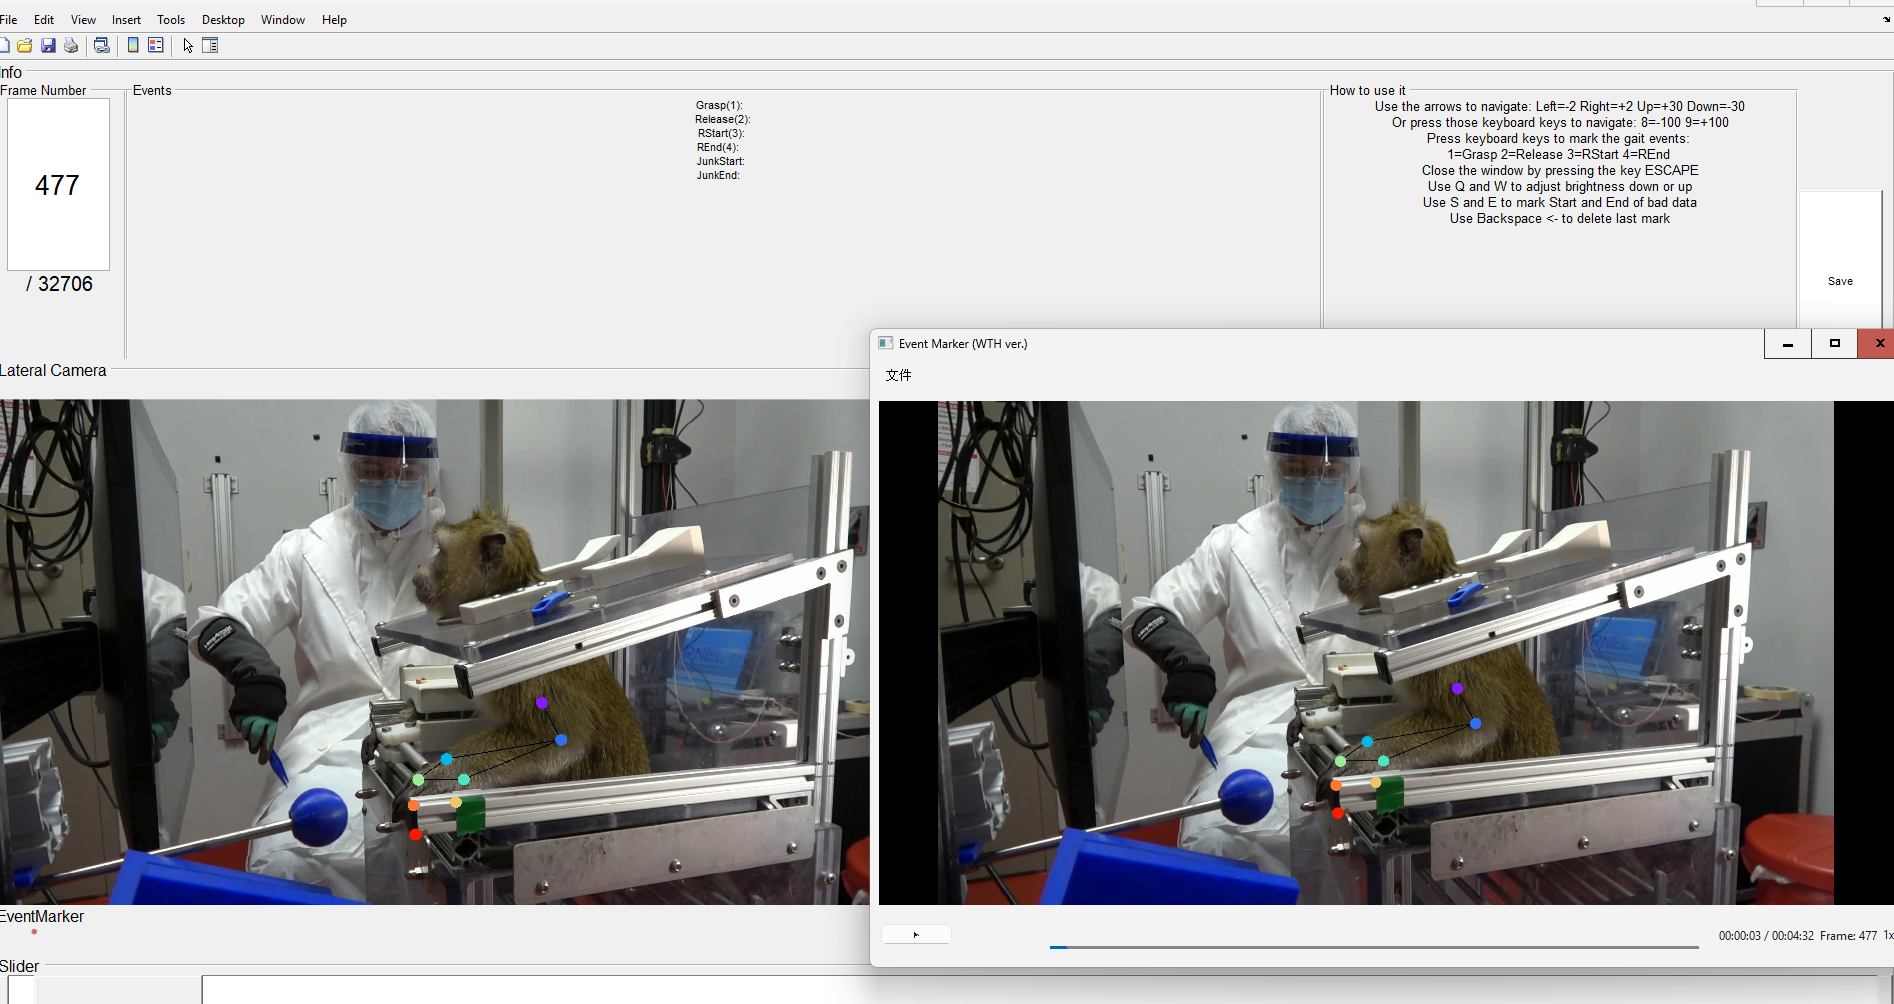 File Edit View Insert Tools Desktop Window Help
Info
Frame Number
477
/ 32706
Events
Grasp(1):
Release(2):
RStart(3):
REnd(4):
JunkStart:
JunkEnd:
How to use it
Use the arrows to navigate: Left=-2 Right=+2 Up=+30 Down=-30
Or press those keyboard keys to navigate: 8=-100 9=+100
Press keyboard keys to mark the gait events:
1=Grasp 2=Release 3=RStart 4=REnd
Close the window by pressing the key ESCAPE
Use Q and W to adjust brightness down or up
Use S and E to mark Start and End of bad data
Use Backspace <- to delete last mark
Save
Lateral Camera
EventMarker
Slider
Event Marker (WTH ver.)
文件
00:00:03 / 00:04:32 Frame: 477 1x